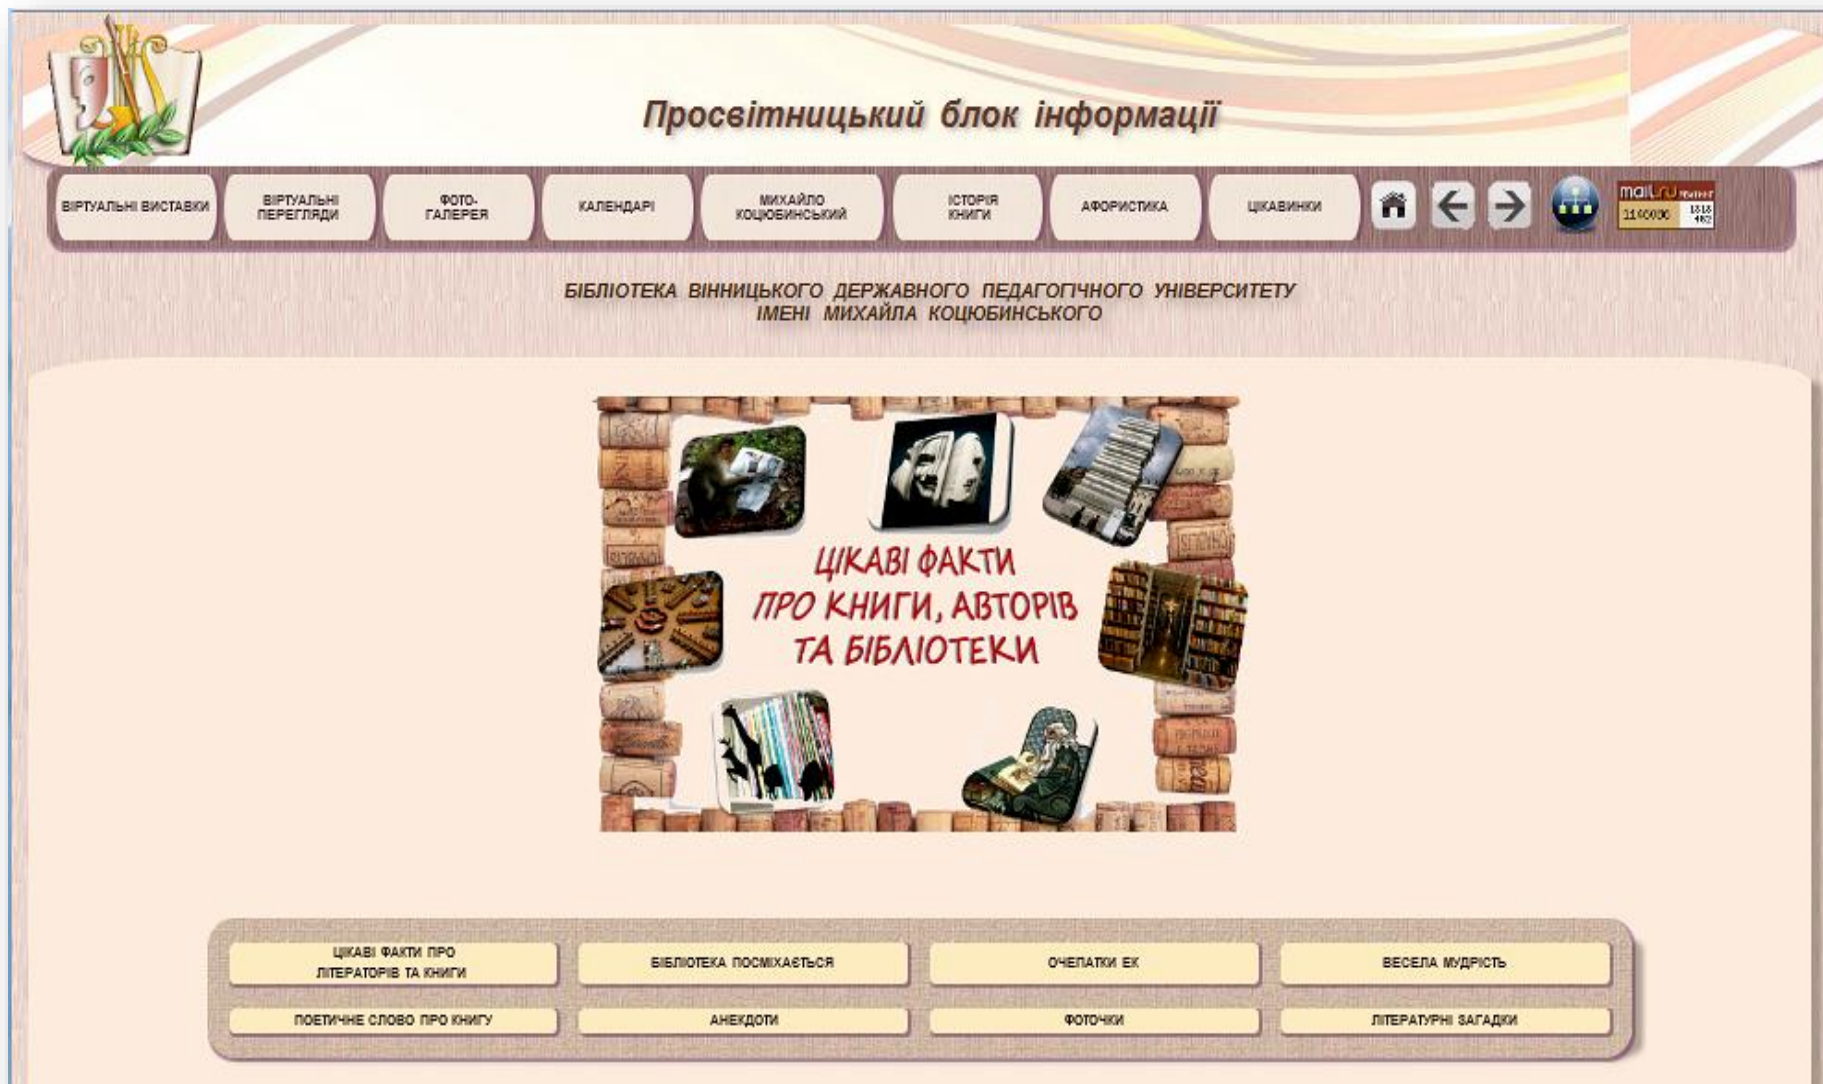 Просвітницький блок інформації
ВІРТУАЛЬНІ ВИСТАВКИ
ВІРТУАЛЬНІ
ПЕРЕГЛЯДИ
ФОТО-
ГАЛЕРЕЯ
КАЛЕНДАРІ
МИХАЙЛО
КОЦЮБИНСЬКИЙ
ІСТОРІЯ
КНИГИ
АФОРИСТИКА
ЦІКАВИНКИ
mail.ru
БІБЛІОТЕКА ВІННИЦЬКОГО ДЕРЖАВНОГО ПЕДАГОГІЧНОГО УНІВЕРСИТЕТУ
ІМЕНІ МИХАЙЛА КОЦЮБИНСЬКОГО
ЦІКАВІ ФАКТИ
ПРО КНИГИ, АВТОРІВ
ТА БІБЛІОТЕКИ
ЦІКАВІ ФАКТИ ПРО
ЛІТЕРАТОРІВ ТА КНИГИ
БІБЛІОТЕКА ПОСМІХАЄТЬСЯ
ОЧЕПАТКИ ЕК
ВЕСЕЛА МУДРІСТЬ
ПОЕТИЧНЕ СЛОВО ПРО КНИГУ
АНЕКДОТИ
ФОТОЧКИ
ЛІТЕРАТУРНІ ЗАГАДКИ